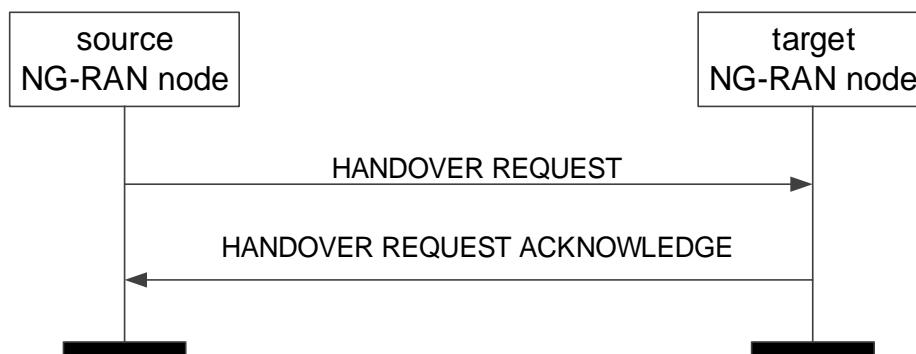 source
NG-RAN node
target
NG-RAN node
HANDOVER REQUEST
HANDOVER REQUEST ACKNOWLEDGE